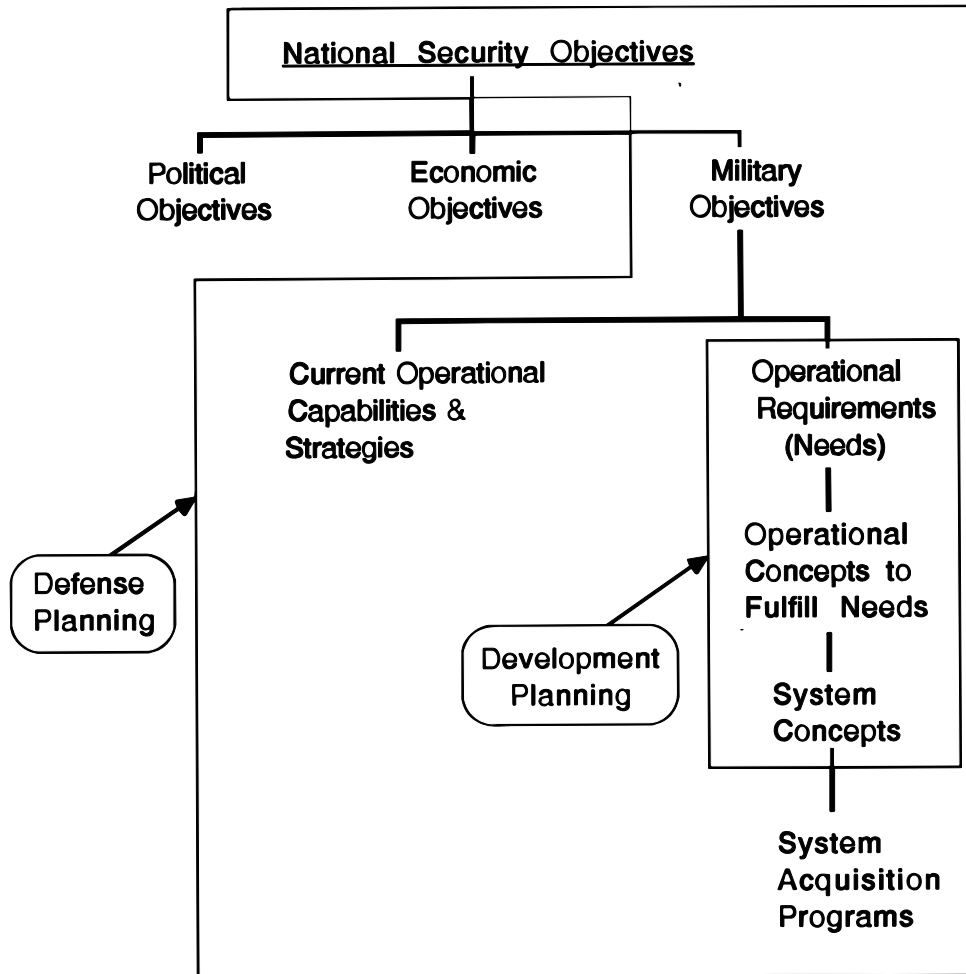 National Security Objectives
Political
Objectives
Economic
Objectives
Military
Objectives
Current Operational
Capabilities &
Strategies
Operational
Requirements
(Needs)
Defense
Planning
Operational
Concepts to
Fulfill Needs
Development
Planning
System
Concepts
System
Acquisition
Programs